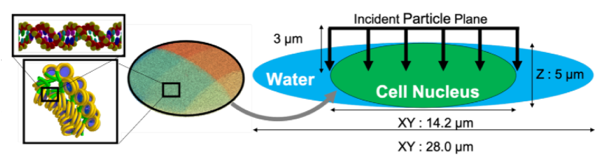 Incident Particle Plane
3 μm
Water
Cell Nucleus
Z : 5 μm
XY : 14.2 μm
XY : 28.0 μm